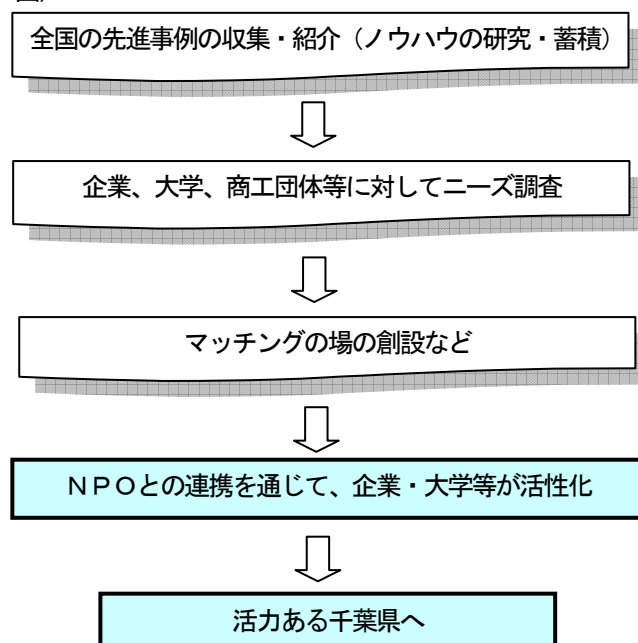 全国の先進事例の収集・紹介（ノウハウの研究・蓄積）
企業、大学、商工団体等に対してニーズ調査
マッチングの場の創設など
ＮＰＯとの連携を通じて、企業・大学等が活性化
活力ある千葉県へ